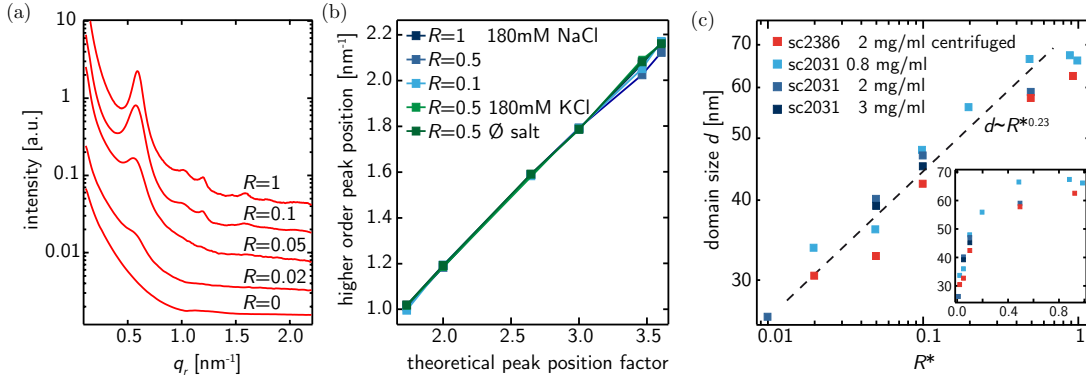 (a)
10
1
0.1
0.01
intensity [a.u.]
R=1
R=0.1
R=0.05
R=0.02
R=0
0.5 1.0 1.5 2.0
qr [nm-1]
(b)
2.2
2.0
1.8
1.6
1.4
1.2
1.0
higher order peak position [nm-1]
R=1 180mM NaCl
R=0.5
R=0.1
R=0.5 180mM KCl
R=0.5 Ø salt
2.0 2.5 3.0 3.5
theoretical peak position factor
(c)
70
60
50
40
30
domain size d [nm]
sc2386 2 mg/ml centrifuged
sc2031 0.8 mg/ml
sc2031 2 mg/ml
sc2031 3 mg/ml
d~R*0.23
70
60
50
40
30
0.0 0.4 0.8
0.01 0.1 1
R*